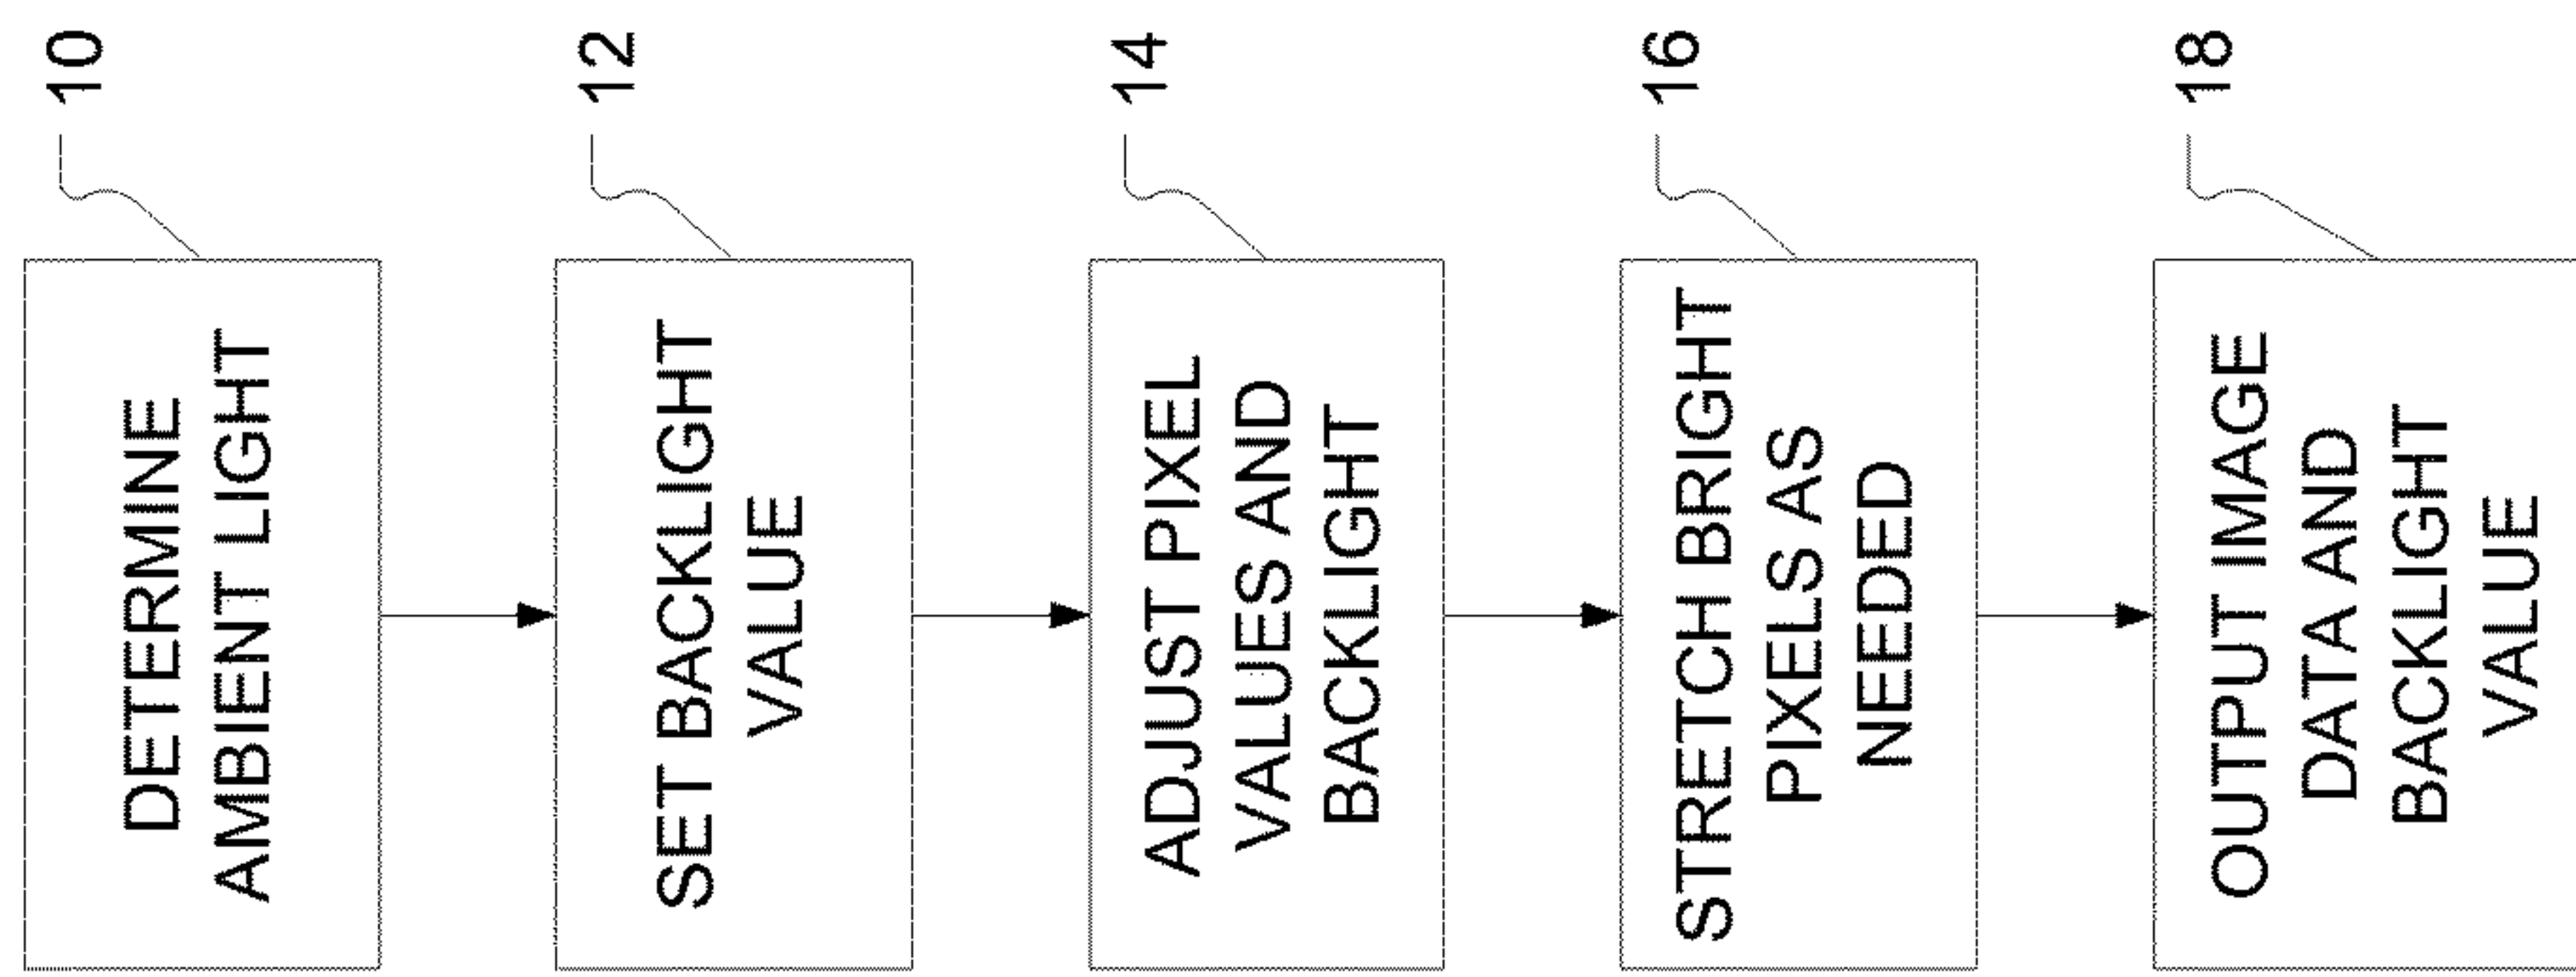 10
DETERMINE
AMBIENT LIGHT
12
SET BACKLIGHT
VALUE
14
ADJUST PIXEL
VALUES AND
BACKLIGHT
16
STRETCH BRIGHT
PIXELS AS
NEEDED
18
OUTPUT IMAGE
DATA AND
BACKLIGHT
VALUE